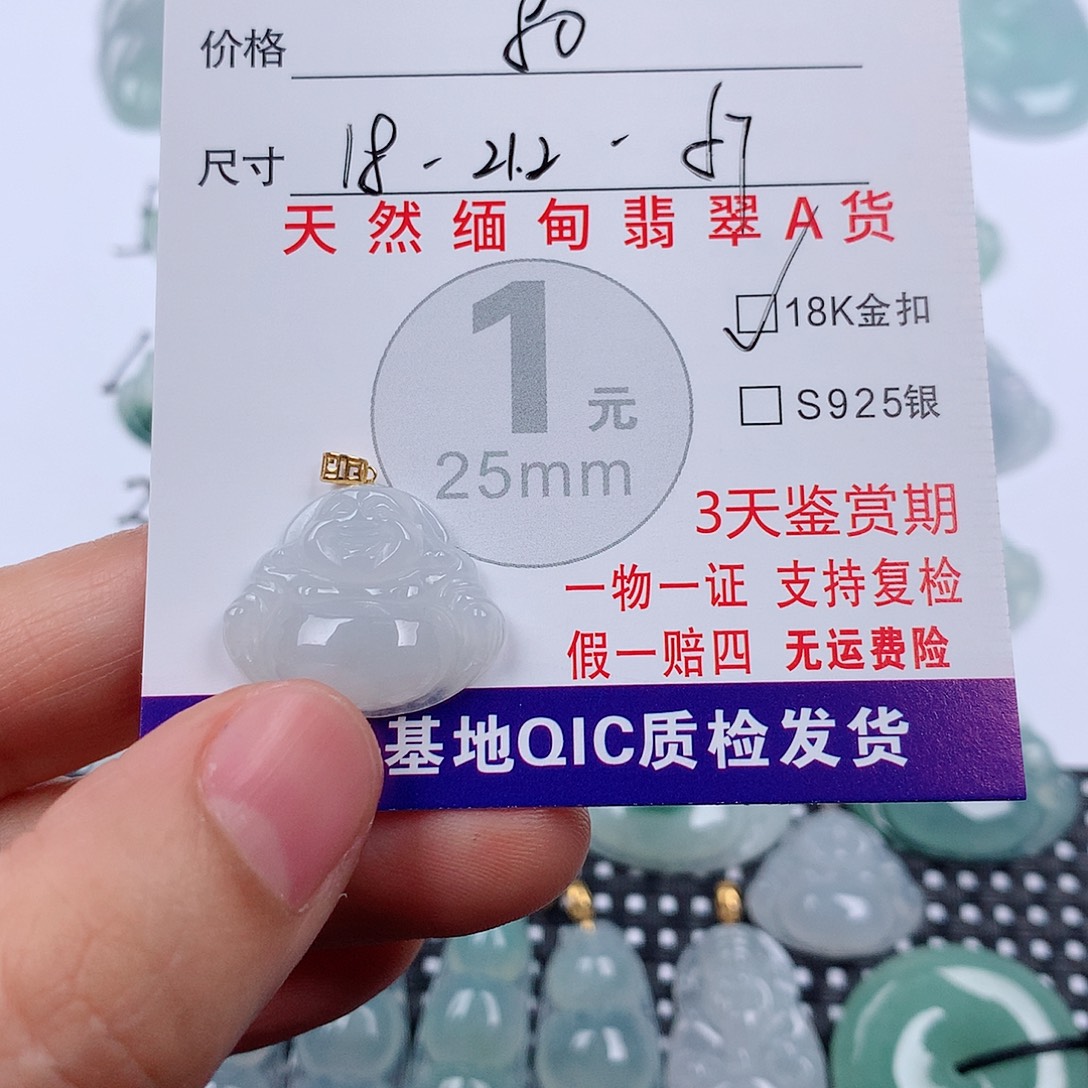 价格
尺寸 18 - 21.2 -
天然缅甸翡翠A货
1元
25mm
18K金扣
S925银
3天鉴赏期
一物一证 支持复检
假一赔四 无运费险
基地QIC质检发货